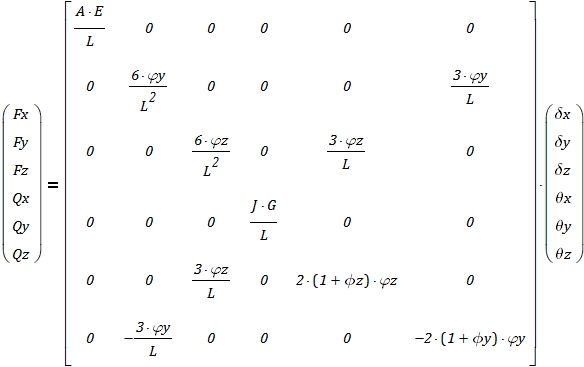 Fx
Fy
Fz
Qx
Qy
Qz
=
A·E/L 0 0 0 0 0
0 6·φy/L² 0 0 0 3·φy/L
0 0 6·φz/L² 0 3·φz/L 0
0 0 0 J·G/L 0 0
0 0 3·φz/L 0 2·(1+ϕz)·φz 0
0 -3·φy/L 0 0 0 -2·(1+ϕy)·φy
·
δx
δy
δz
θx
θy
θz